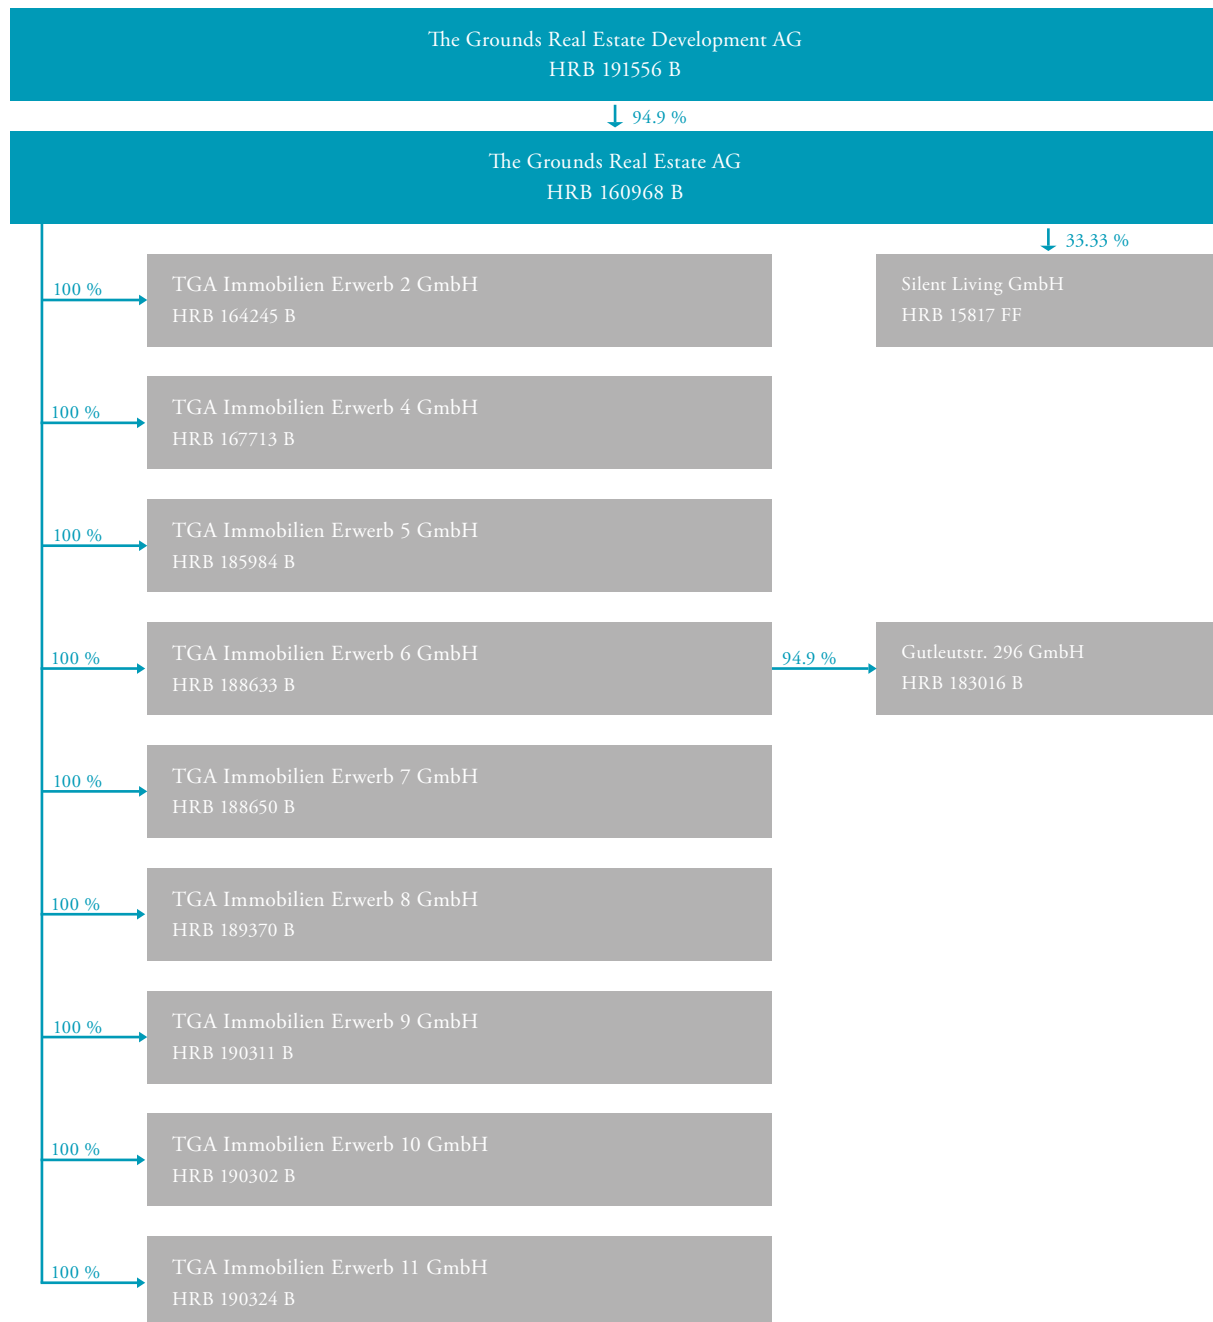 The Grounds Real Estate Development AG
HRB 191556 B
94.9 %
The Grounds Real Estate AG
HRB 160968 B
33.33 %
100 %
TGA Immobilien Erwerb 2 GmbH
HRB 164245 B
Silent Living GmbH
HRB 15817 FF
100 %
TGA Immobilien Erwerb 4 GmbH
HRB 167713 B
100 %
TGA Immobilien Erwerb 5 GmbH
HRB 185984 B
100 %
TGA Immobilien Erwerb 6 GmbH
HRB 188633 B
94.9 %
Gutleutstr. 296 GmbH
HRB 183016 B
100 %
TGA Immobilien Erwerb 7 GmbH
HRB 188650 B
100 %
TGA Immobilien Erwerb 8 GmbH
HRB 189370 B
100 %
TGA Immobilien Erwerb 9 GmbH
HRB 190311 B
100 %
TGA Immobilien Erwerb 10 GmbH
HRB 190302 B
100 %
TGA Immobilien Erwerb 11 GmbH
HRB 190324 B